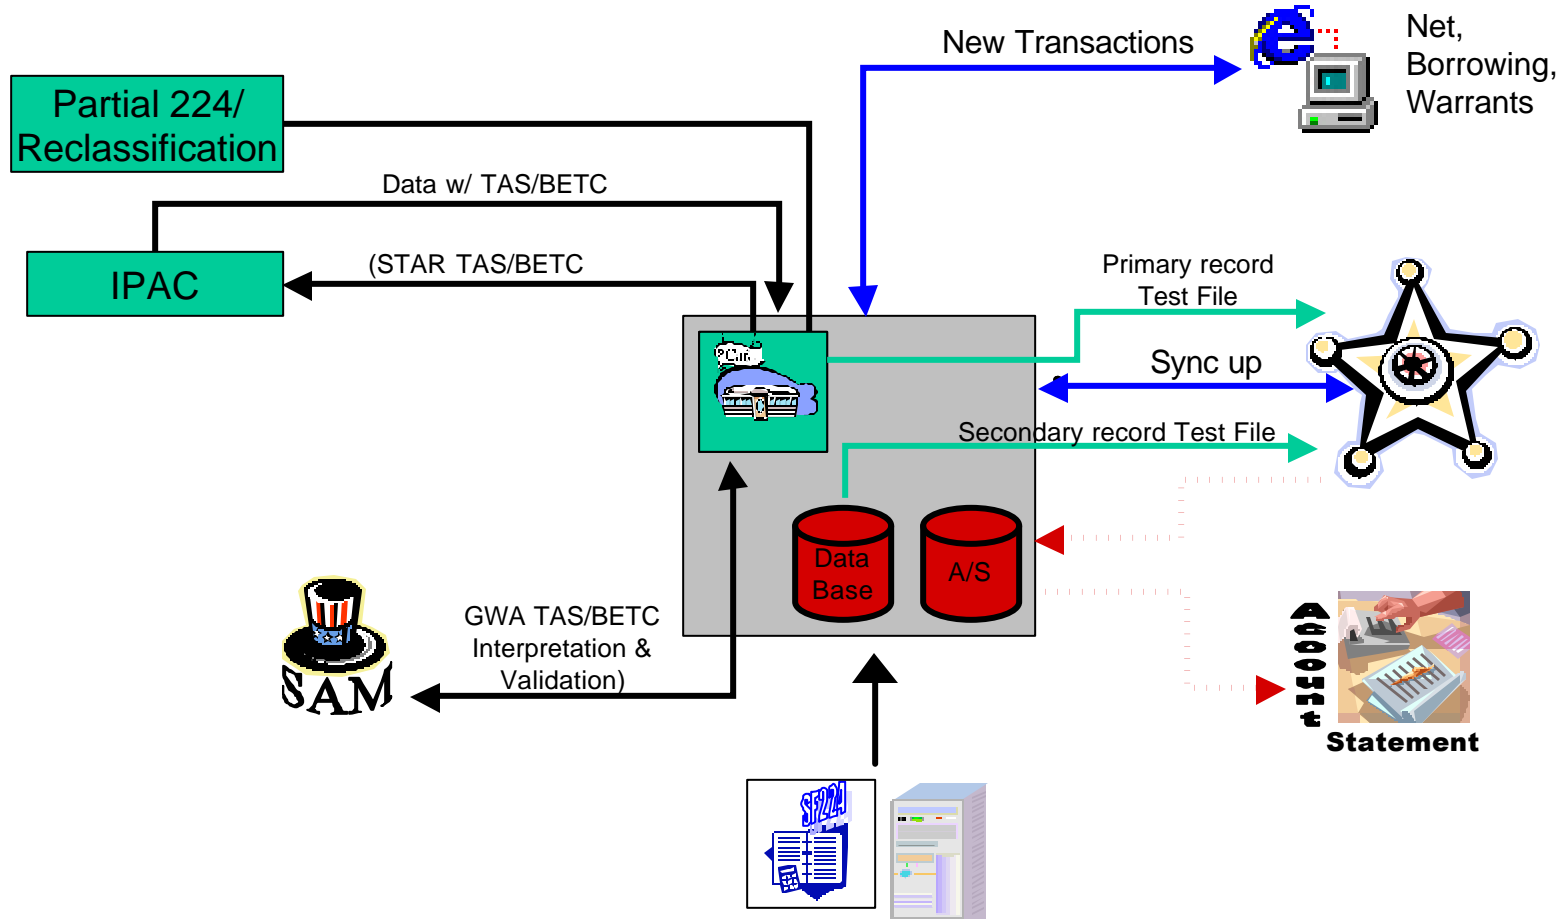 New Transactions
Net,
Borrowing,
Warrants
Partial 224/
Reclassification
Data w/ TAS/BETC
IPAC
(STAR TAS/BETC
Primary record
Test File
Sync up
Secondary record Test File
Data
Base
A/S
GWA TAS/BETC
Interpretation &
Validation)
SAM
Account
Statement
SF224